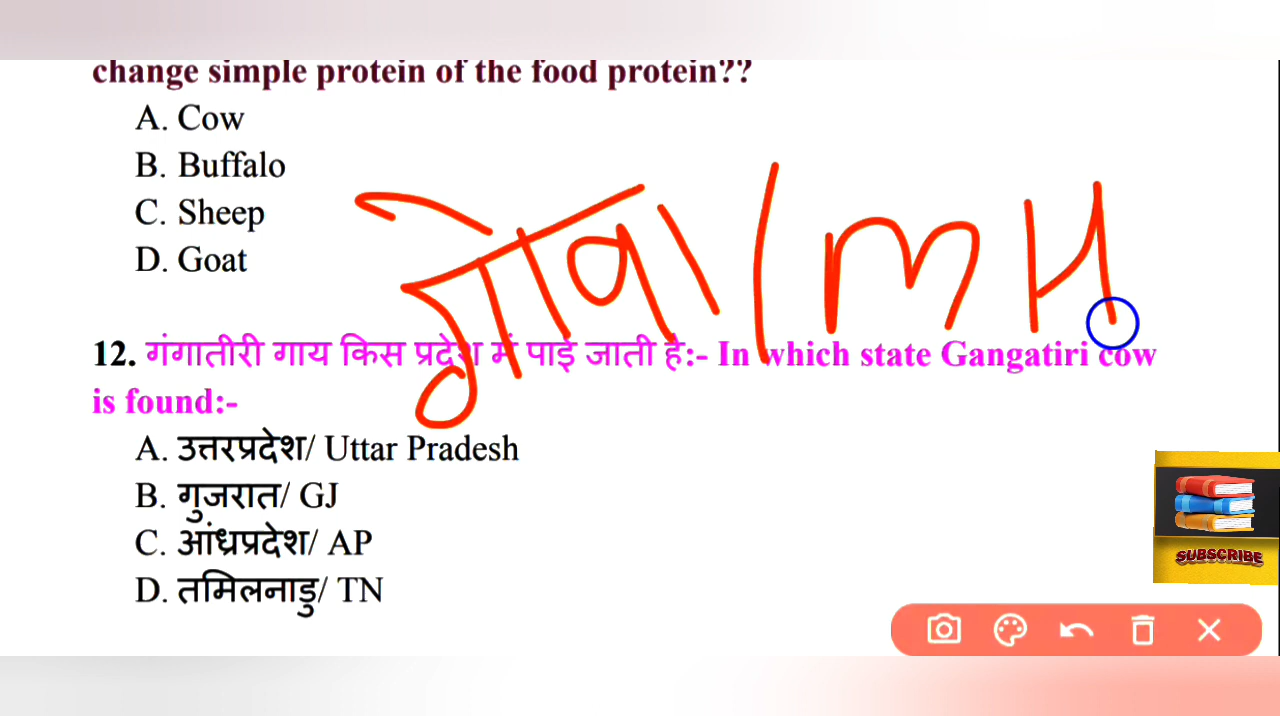 change simple protein of the food protein??
A. Cow
B. Buffalo
C. Sheep
D. Goat
गोवा (MH
12. गंगातीरी गाय किस प्रदेश में पाई जाती है:- In which state Gangatiri cow
is found:-
A. उत्तरप्रदेश/ Uttar Pradesh
B. गुजरात/ GJ
C. आंध्रप्रदेश/ AP
D. तमिलनाडु/ TN
SUBSCRIBE